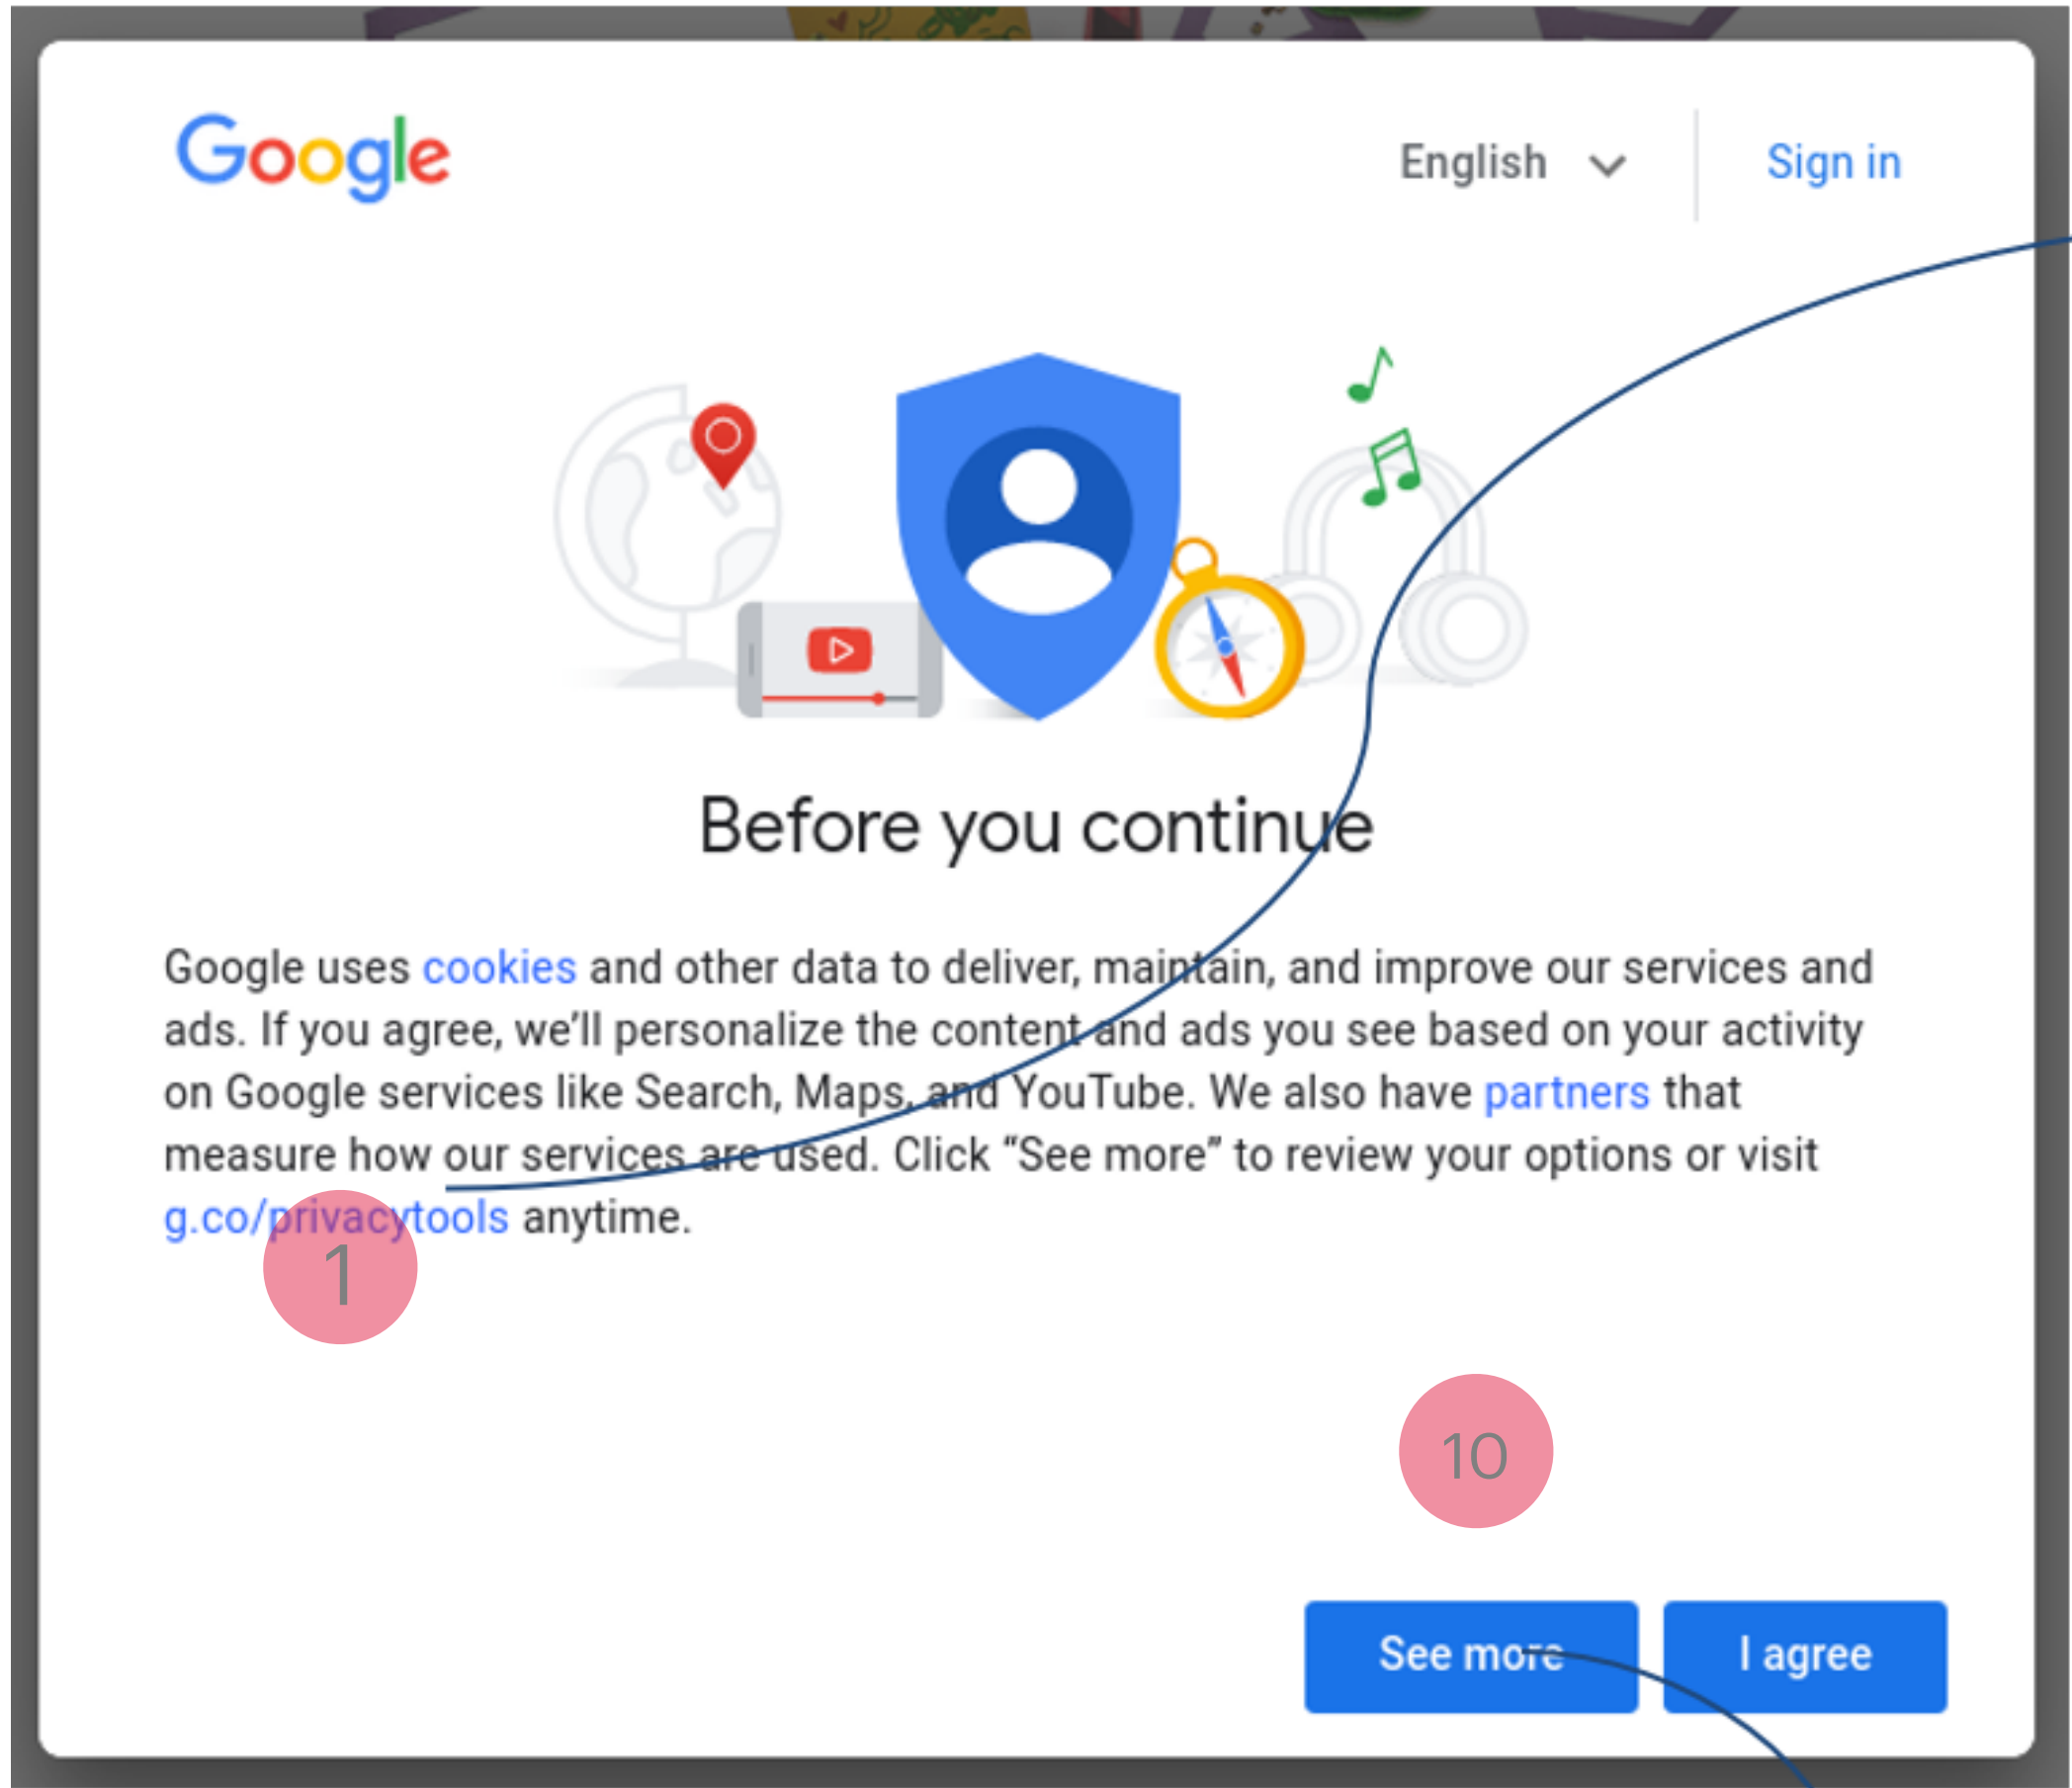 Google
English
Sign in
Before you continue
Google uses cookies and other data to deliver, maintain, and improve our services and
ads. If you agree, we’ll personalize the content and ads you see based on your activity
on Google services like Search, Maps, and YouTube. We also have partners that
measure how our services are used. Click “See more” to review your options or visit
g.co/privacytools anytime.
1
10
See more
I agree